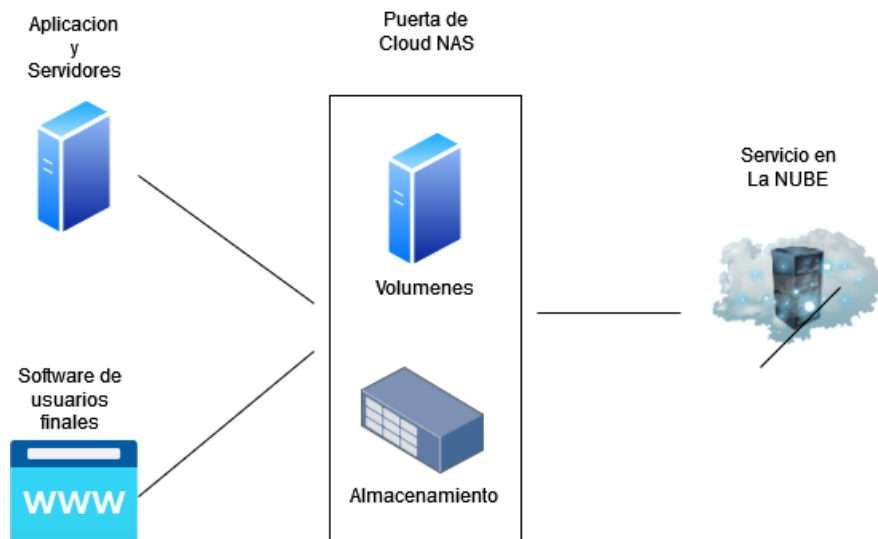 Aplicacion
y
Servidores
Puerta de
Cloud NAS
Servicio en
La NUBE
Volumenes
Software de
usuarios
finales
WWW
Almacenamiento